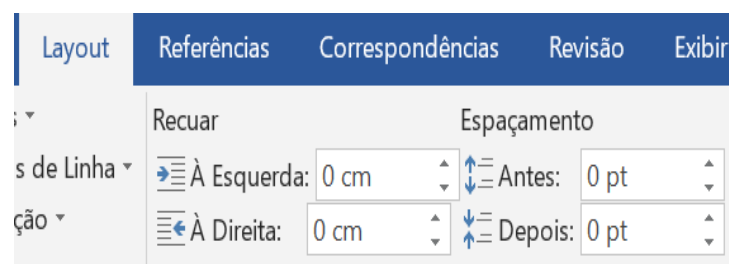 Layout Referências Correspondências Revisão Exibir
Recuar Espaçamento
s de Linha À Esquerda: 0 cm Antes: 0 pt
ção À Direita: 0 cm Depois: 0 pt